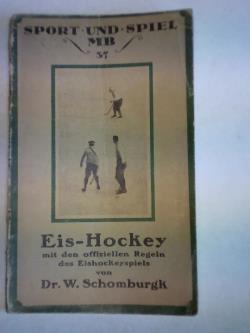 SPORT·UND·SPIEL
MB
37
Eis-Hockey
mit den offiziellen Regeln
des Eishockeyspiels
von
Dr. W. Schomburgk